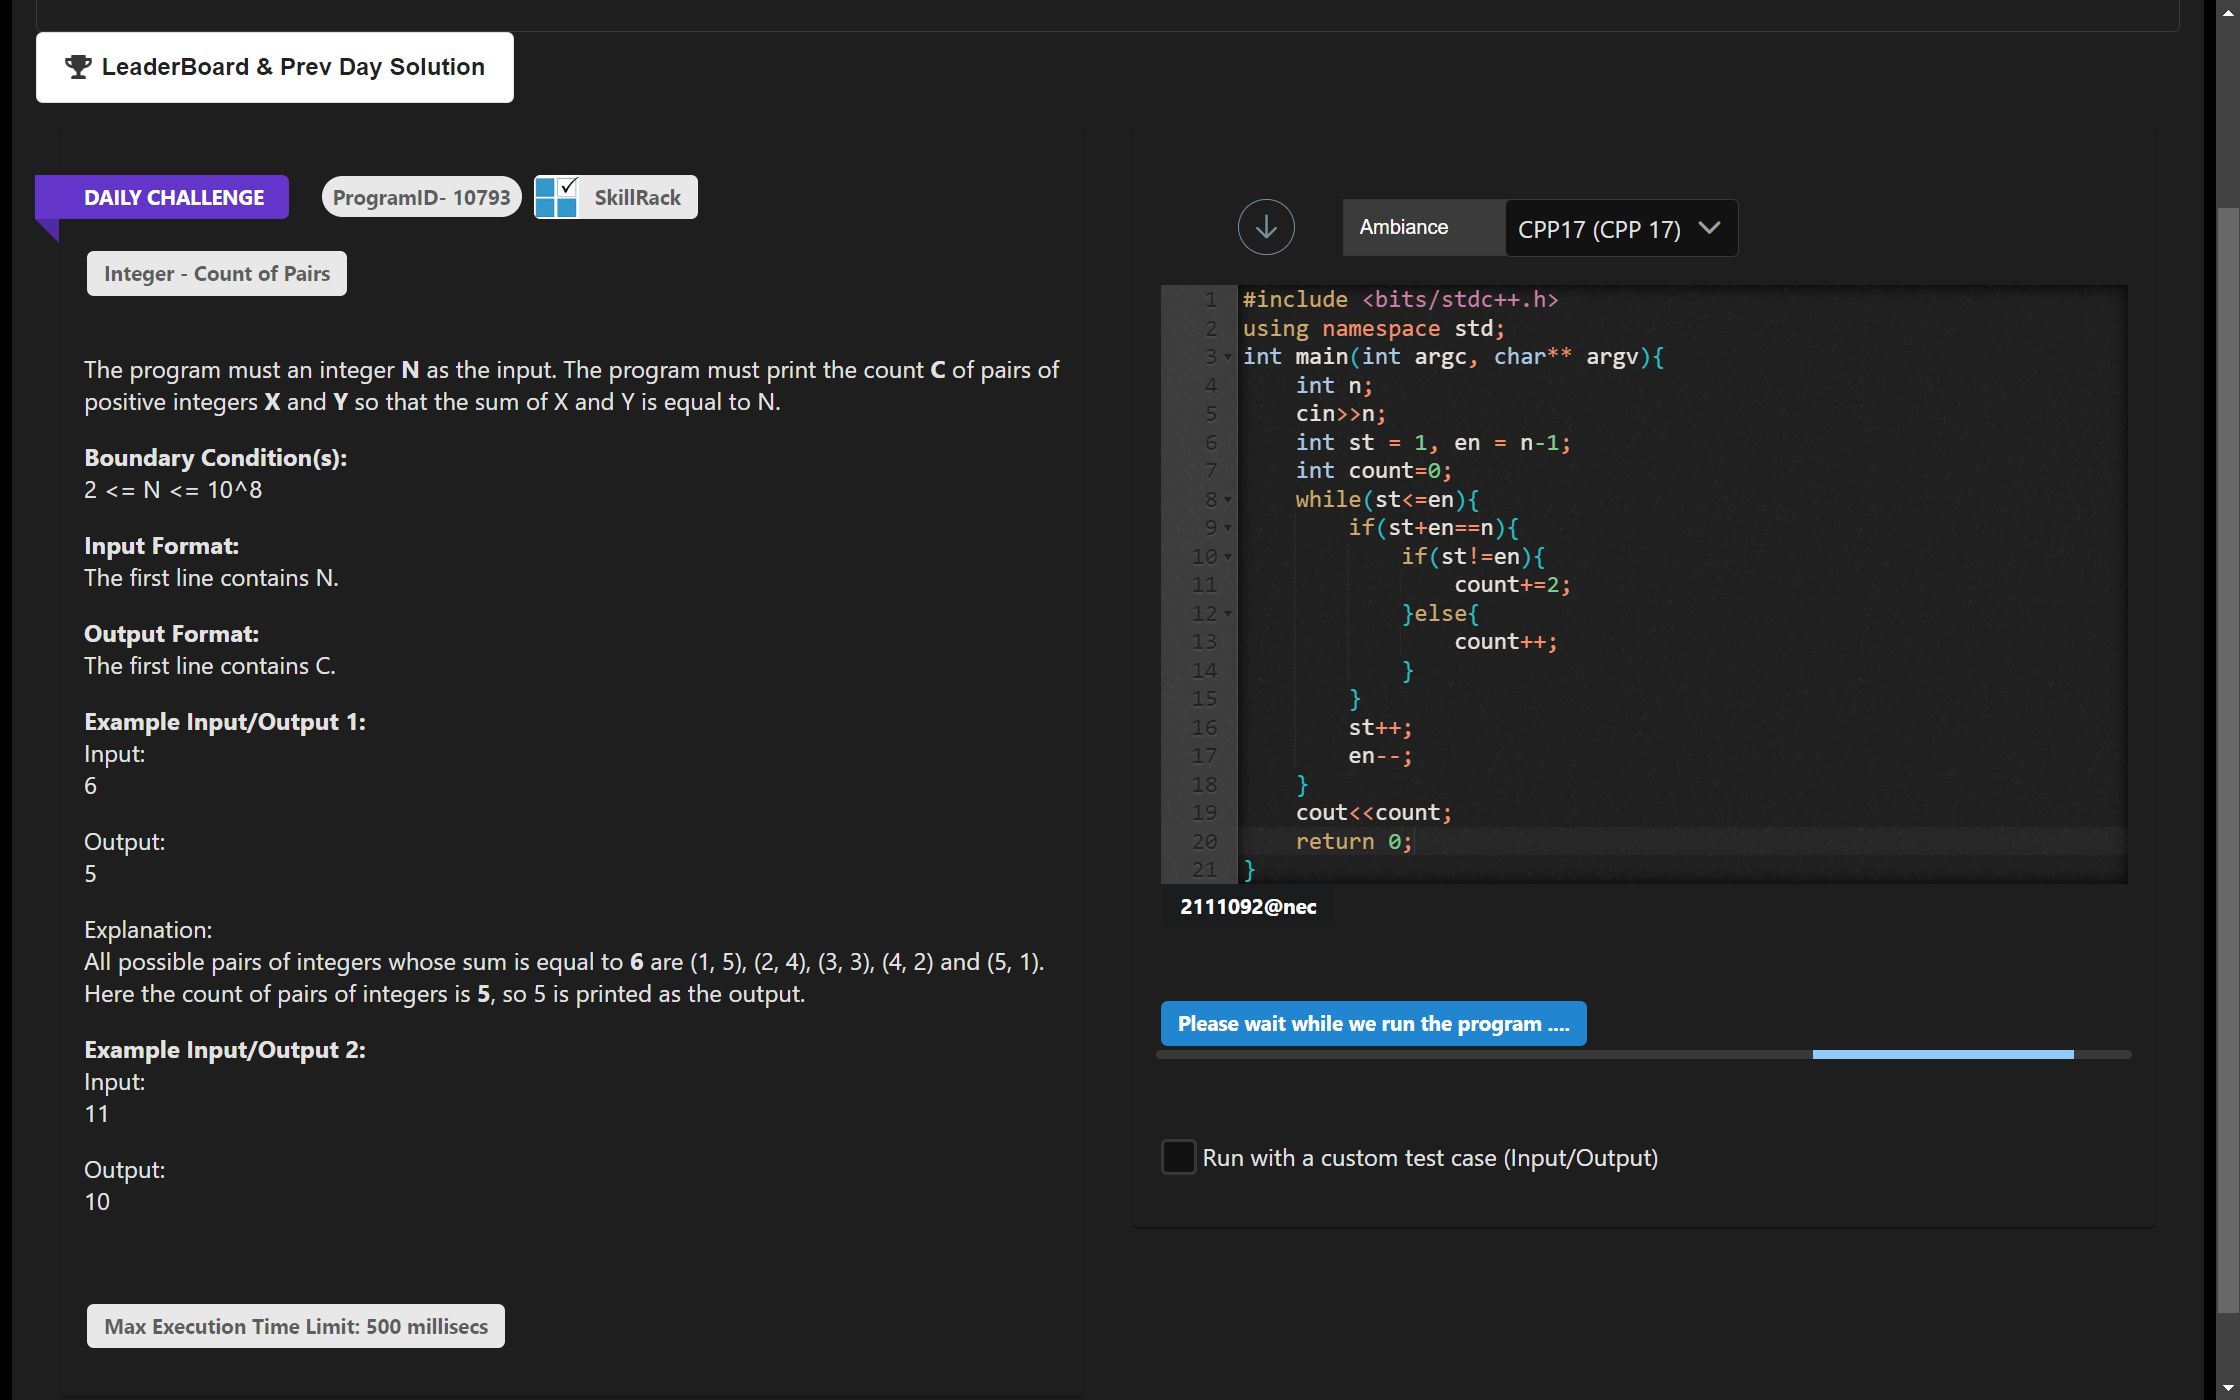 LeaderBoard & Prev Day Solution
DAILY CHALLENGE
ProgramID- 10793
SkillRack
Integer - Count of Pairs
The program must an integer N as the input. The program must print the count C of pairs of
positive integers X and Y so that the sum of X and Y is equal to N.
Boundary Condition(s):
2 <= N <= 10^8
Input Format:
The first line contains N.
Output Format:
The first line contains C.
Example Input/Output 1:
Input:
6
Output:
5
Explanation:
All possible pairs of integers whose sum is equal to 6 are (1, 5), (2, 4), (3, 3), (4, 2) and (5, 1).
Here the count of pairs of integers is 5, so 5 is printed as the output.
Example Input/Output 2:
Input:
11
Output:
10
Max Execution Time Limit: 500 millisecs
Ambiance
CPP17 (CPP 17)
1 #include <bits/stdc++.h>
2 using namespace std;
3 int main(int argc, char** argv){
4     int n;
5     cin>>n;
6     int st = 1, en = n-1;
7     int count=0;
8     while(st<=en){
9         if(st+en==n){
10             if(st!=en){
11                 count+=2;
12             }else{
13                 count++;
14             }
15         }
16         st++;
17         en--;
18     }
19     cout<<count;
20     return 0;
21 }
2111092@nec
Please wait while we run the program ....
Run with a custom test case (Input/Output)